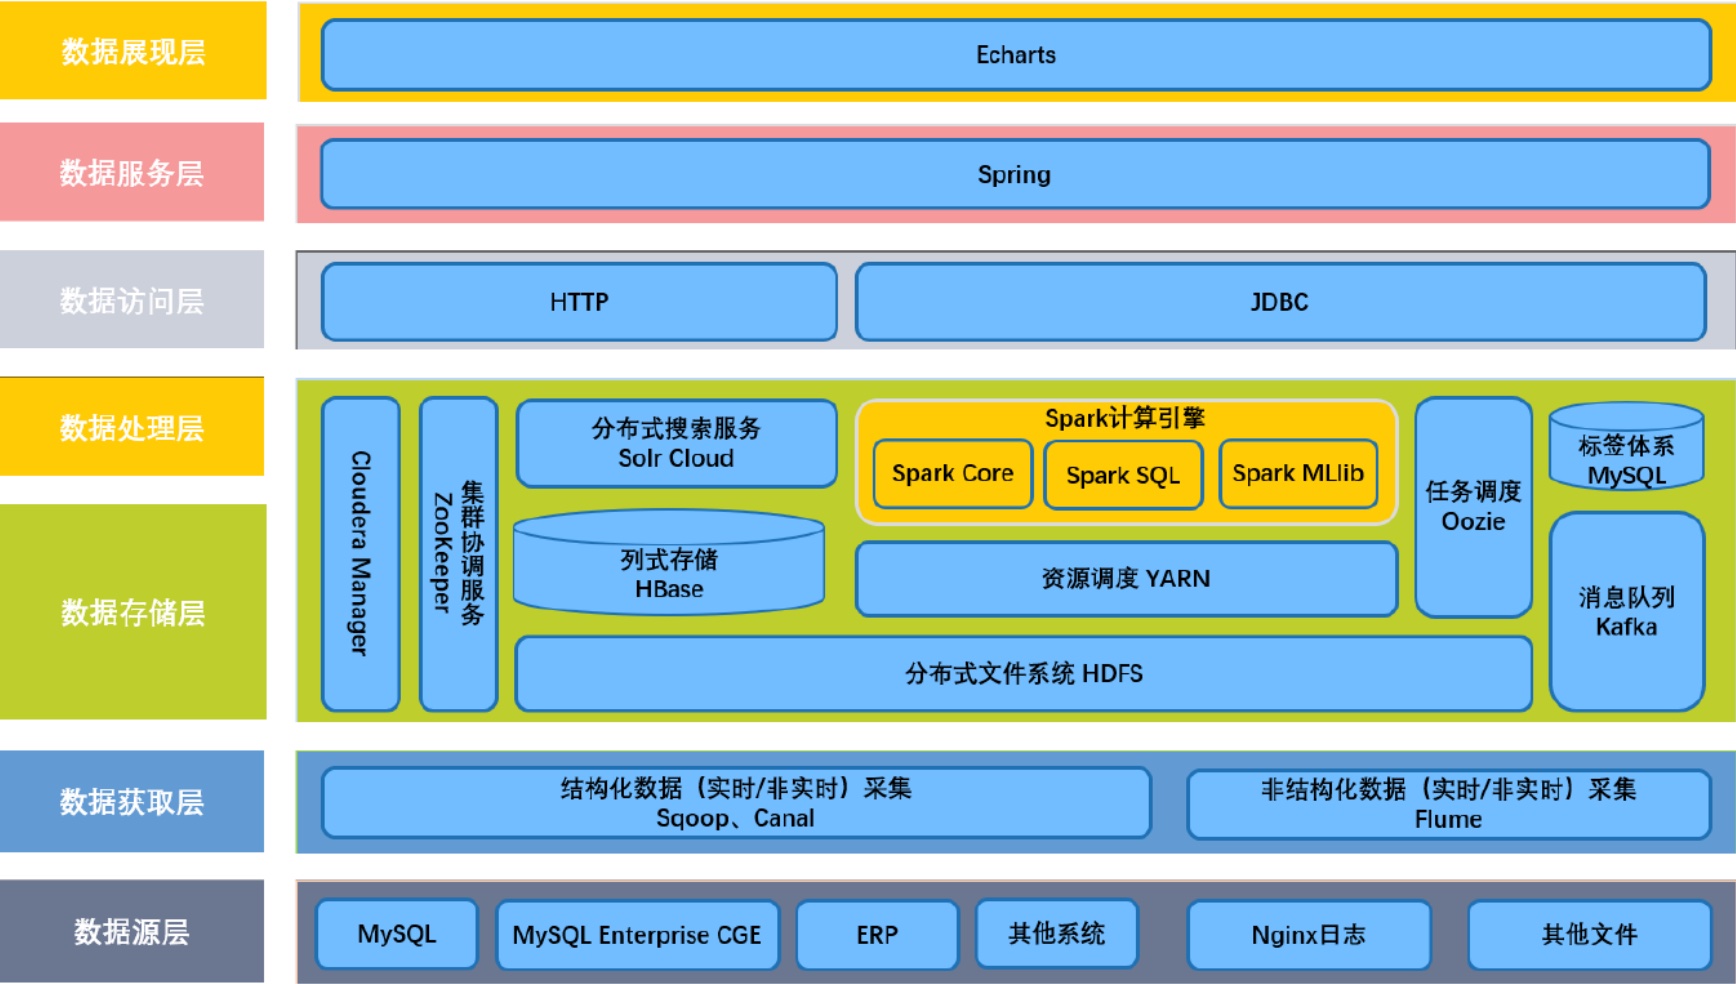 数据展现层
Echarts
数据服务层
Spring
数据访问层
HTTP
JDBC
数据处理层
数据存储层
Cloudera Manager
集群协调服务
ZooKeeper
分布式搜索服务
Solr Cloud
列式存储
HBase
Spark计算引擎
Spark Core
Spark SQL
Spark MLlib
资源调度 YARN
分布式文件系统 HDFS
任务调度
Oozie
标签体系
MySQL
消息队列
Kafka
数据获取层
结构化数据（实时/非实时）采集
Sqoop、Canal
非结构化数据（实时/非实时）采集
Flume
数据源层
MySQL
MySQL Enterprise CGE
ERP
其他系统
Nginx日志
其他文件